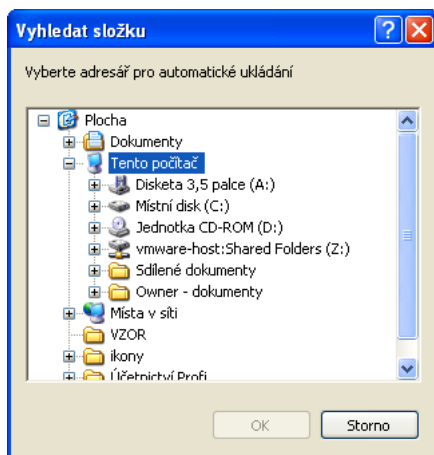 Vyhledat složku
Vyberte adresář pro automatické ukládání
Plocha
Dokumenty
Tento počítač
Disketa 3,5 palce (A:)
Místní disk (C:)
Jednotka CD-ROM (D:)
vmware-host:Shared Folders (Z:)
Sdílené dokumenty
Owner - dokumenty
Místa v síti
VZOR
ikony
Účetnictví Profi
OK
Storno